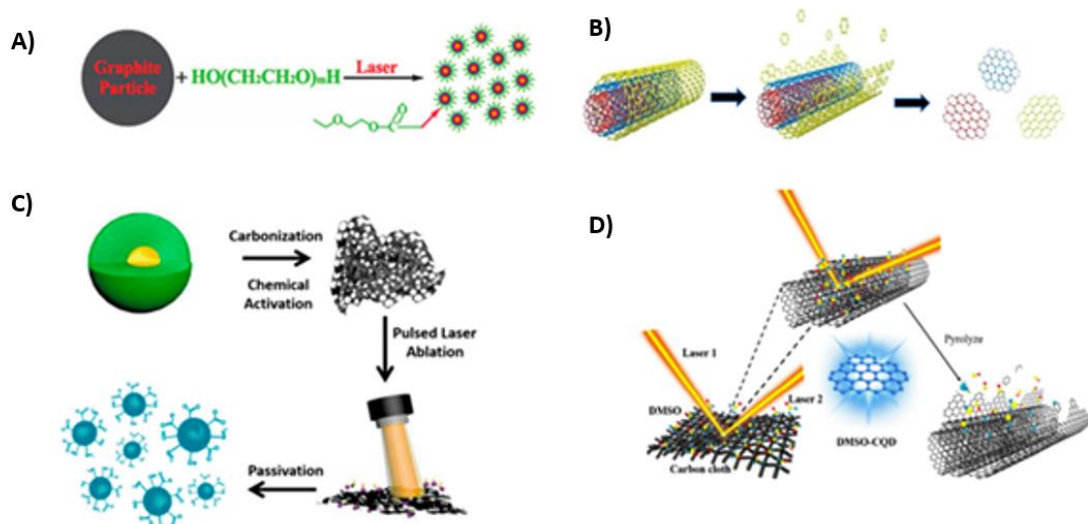 A)
Graphite
Particle
+ HO(CH₂CH₂O)mH
Laser
O
O
O
B)
C)
Carbonization
Chemical
Activation
Pulsed Laser
Ablation
Passivation
D)
Laser 1
Laser 2
DMSO
Carbon cloth
DMSO-CQD
Pyrolyze